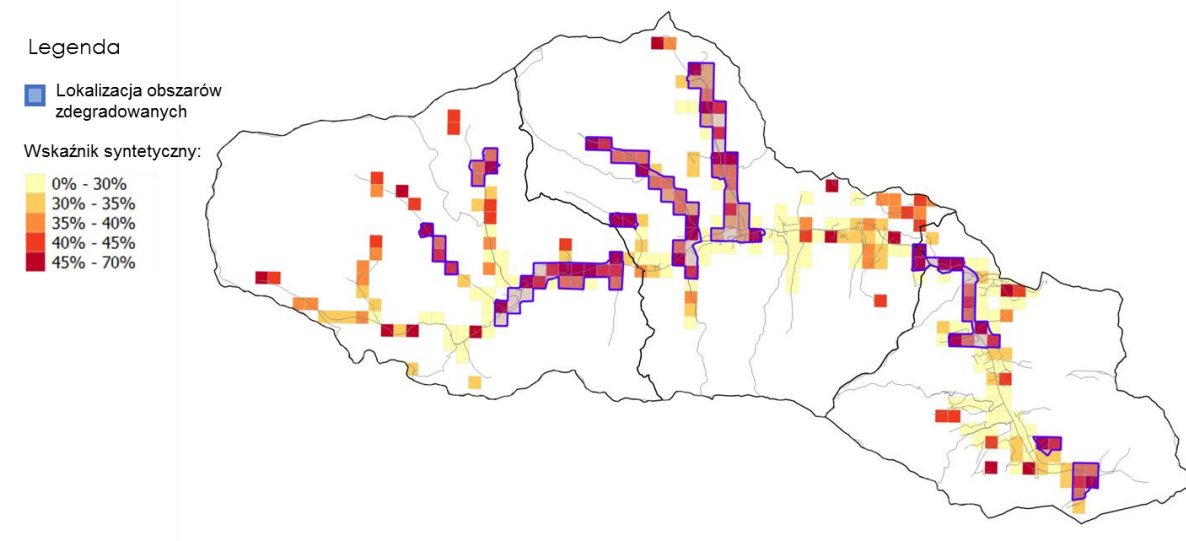 Legenda
Lokalizacja obszarów
zdegradowanych
Wskaźnik syntetyczny:
0% - 30%
30% - 35%
35% - 40%
40% - 45%
45% - 70%